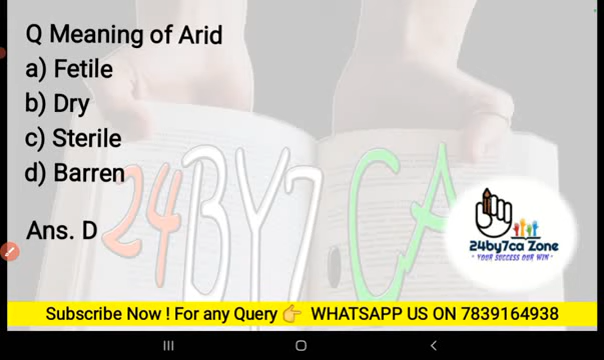 Q Meaning of Arid
a) Fetile
b) Dry
c) Sterile
d) Barren
Ans. D
24BY7 CA
24by7ca Zone
" YOUR SUCCESS OUR WIN "
Subscribe Now ! For any Query 👉 WHATSAPP US ON 7839164938